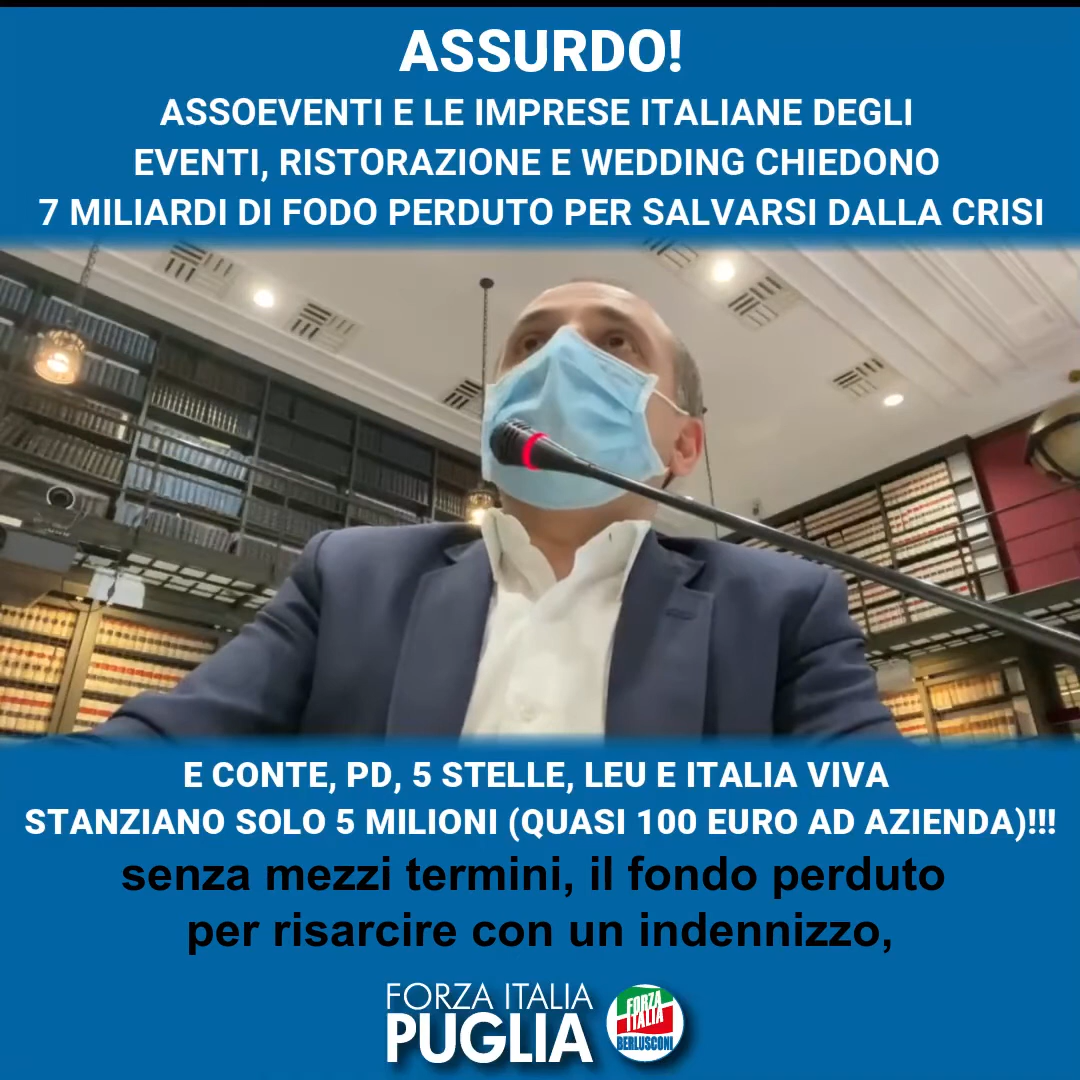 ASSURDO!
ASSOEVENTI E LE IMPRESE ITALIANE DEGLI
EVENTI, RISTORAZIONE E WEDDING CHIEDONO
7 MILIARDI DI FODO PERDUTO PER SALVARSI DALLA CRISI
E CONTE, PD, 5 STELLE, LEU E ITALIA VIVA
STANZIANO SOLO 5 MILIONI (QUASI 100 EURO AD AZIENDA)!!!
senza mezzi termini, il fondo perduto
per risarcire con un indennizzo,
FORZA ITALIA
PUGLIA
FORZA
ITALIA
BERLUSCONI